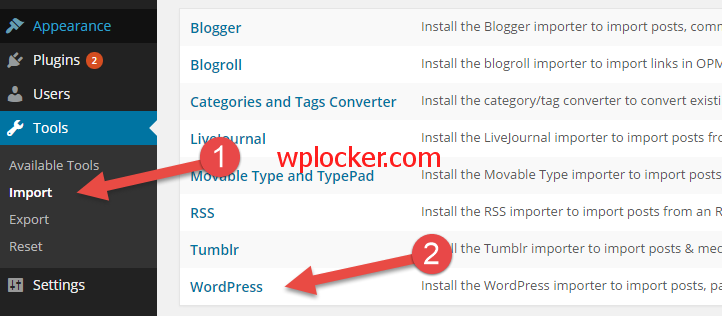 Appearance
Plugins 2
Users
Tools
Available Tools
Import
Export
Reset
Settings
1
2
wplocker.com
Blogger Install the Blogger importer to import posts, comm
Blogroll Install the blogroll importer to import links in OPM
Categories and Tags Converter Install the category/tag converter to convert existi
LiveJournal Install the LiveJournal importer to import posts fro
Movable Type and TypePad Install the Movable Type importer to import posts
RSS Install the RSS importer to import posts from an R
Tumblr the Tumblr importer to import posts & med
WordPress Install the WordPress importer to import posts, pa